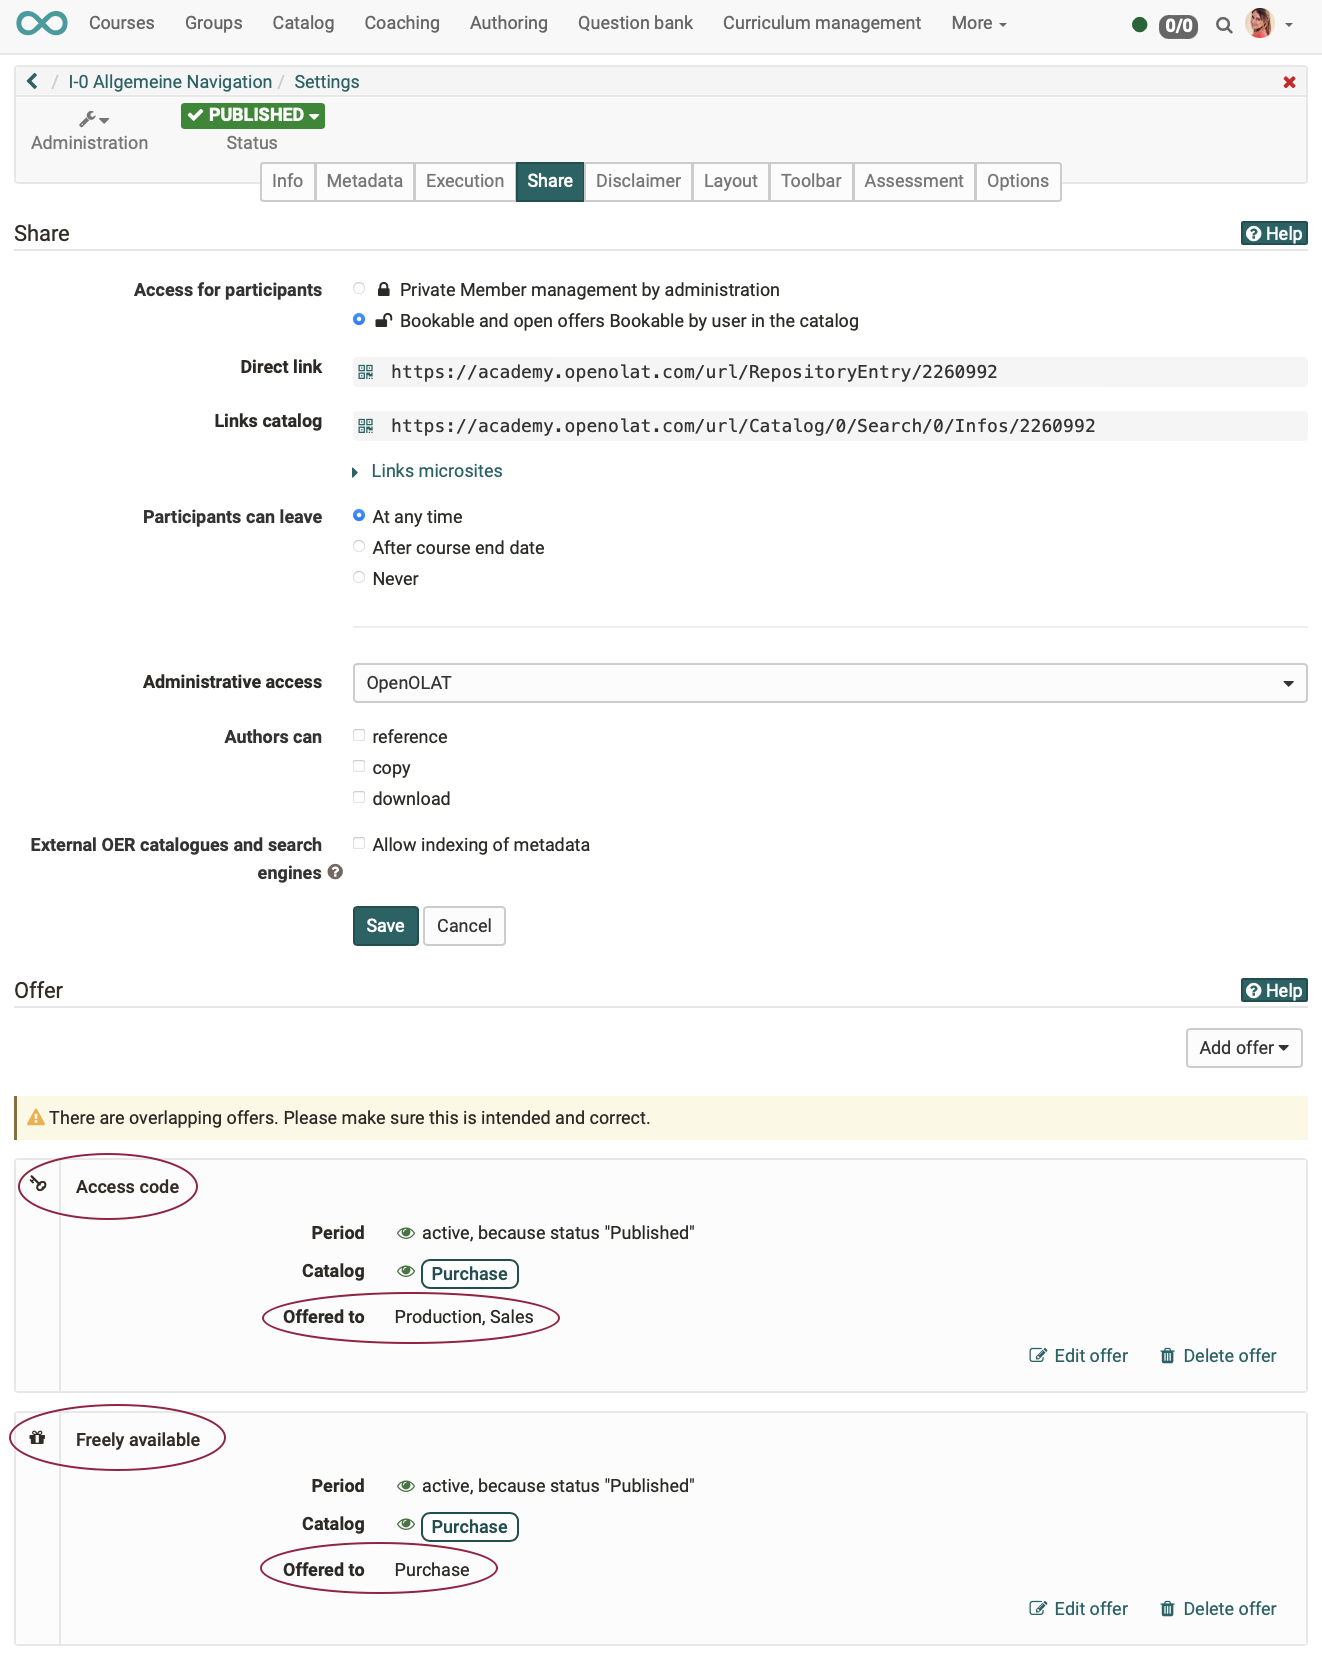 Courses Groups Catalog Coaching Authoring Question bank Curriculum management More 0/0
/ I-0 Allgemeine Navigation / Settings
PUBLISHED
Administration Status
Info Metadata Execution Share Disclaimer Layout Toolbar Assessment Options
Share Help
Access for participants Private Member management by administration
Bookable and open offers Bookable by user in the catalog
Direct link https://academy.openolat.com/url/RepositoryEntry/2260992
Links catalog https://academy.openolat.com/url/Catalog/0/Search/0/Infos/2260992
Links microsites
Participants can leave At any time
After course end date
Never
Administrative access OpenOLAT
Authors can reference
copy
download
External OER catalogues and search Allow indexing of metadata
engines
Save Cancel
Offer Help
Add offer
There are overlapping offers. Please make sure this is intended and correct.
Access code
Period active, because status "Published"
Catalog Purchase
Offered to Production, Sales
Edit offer Delete offer
Freely available
Period active, because status "Published"
Catalog Purchase
Offered to Purchase
Edit offer Delete offer